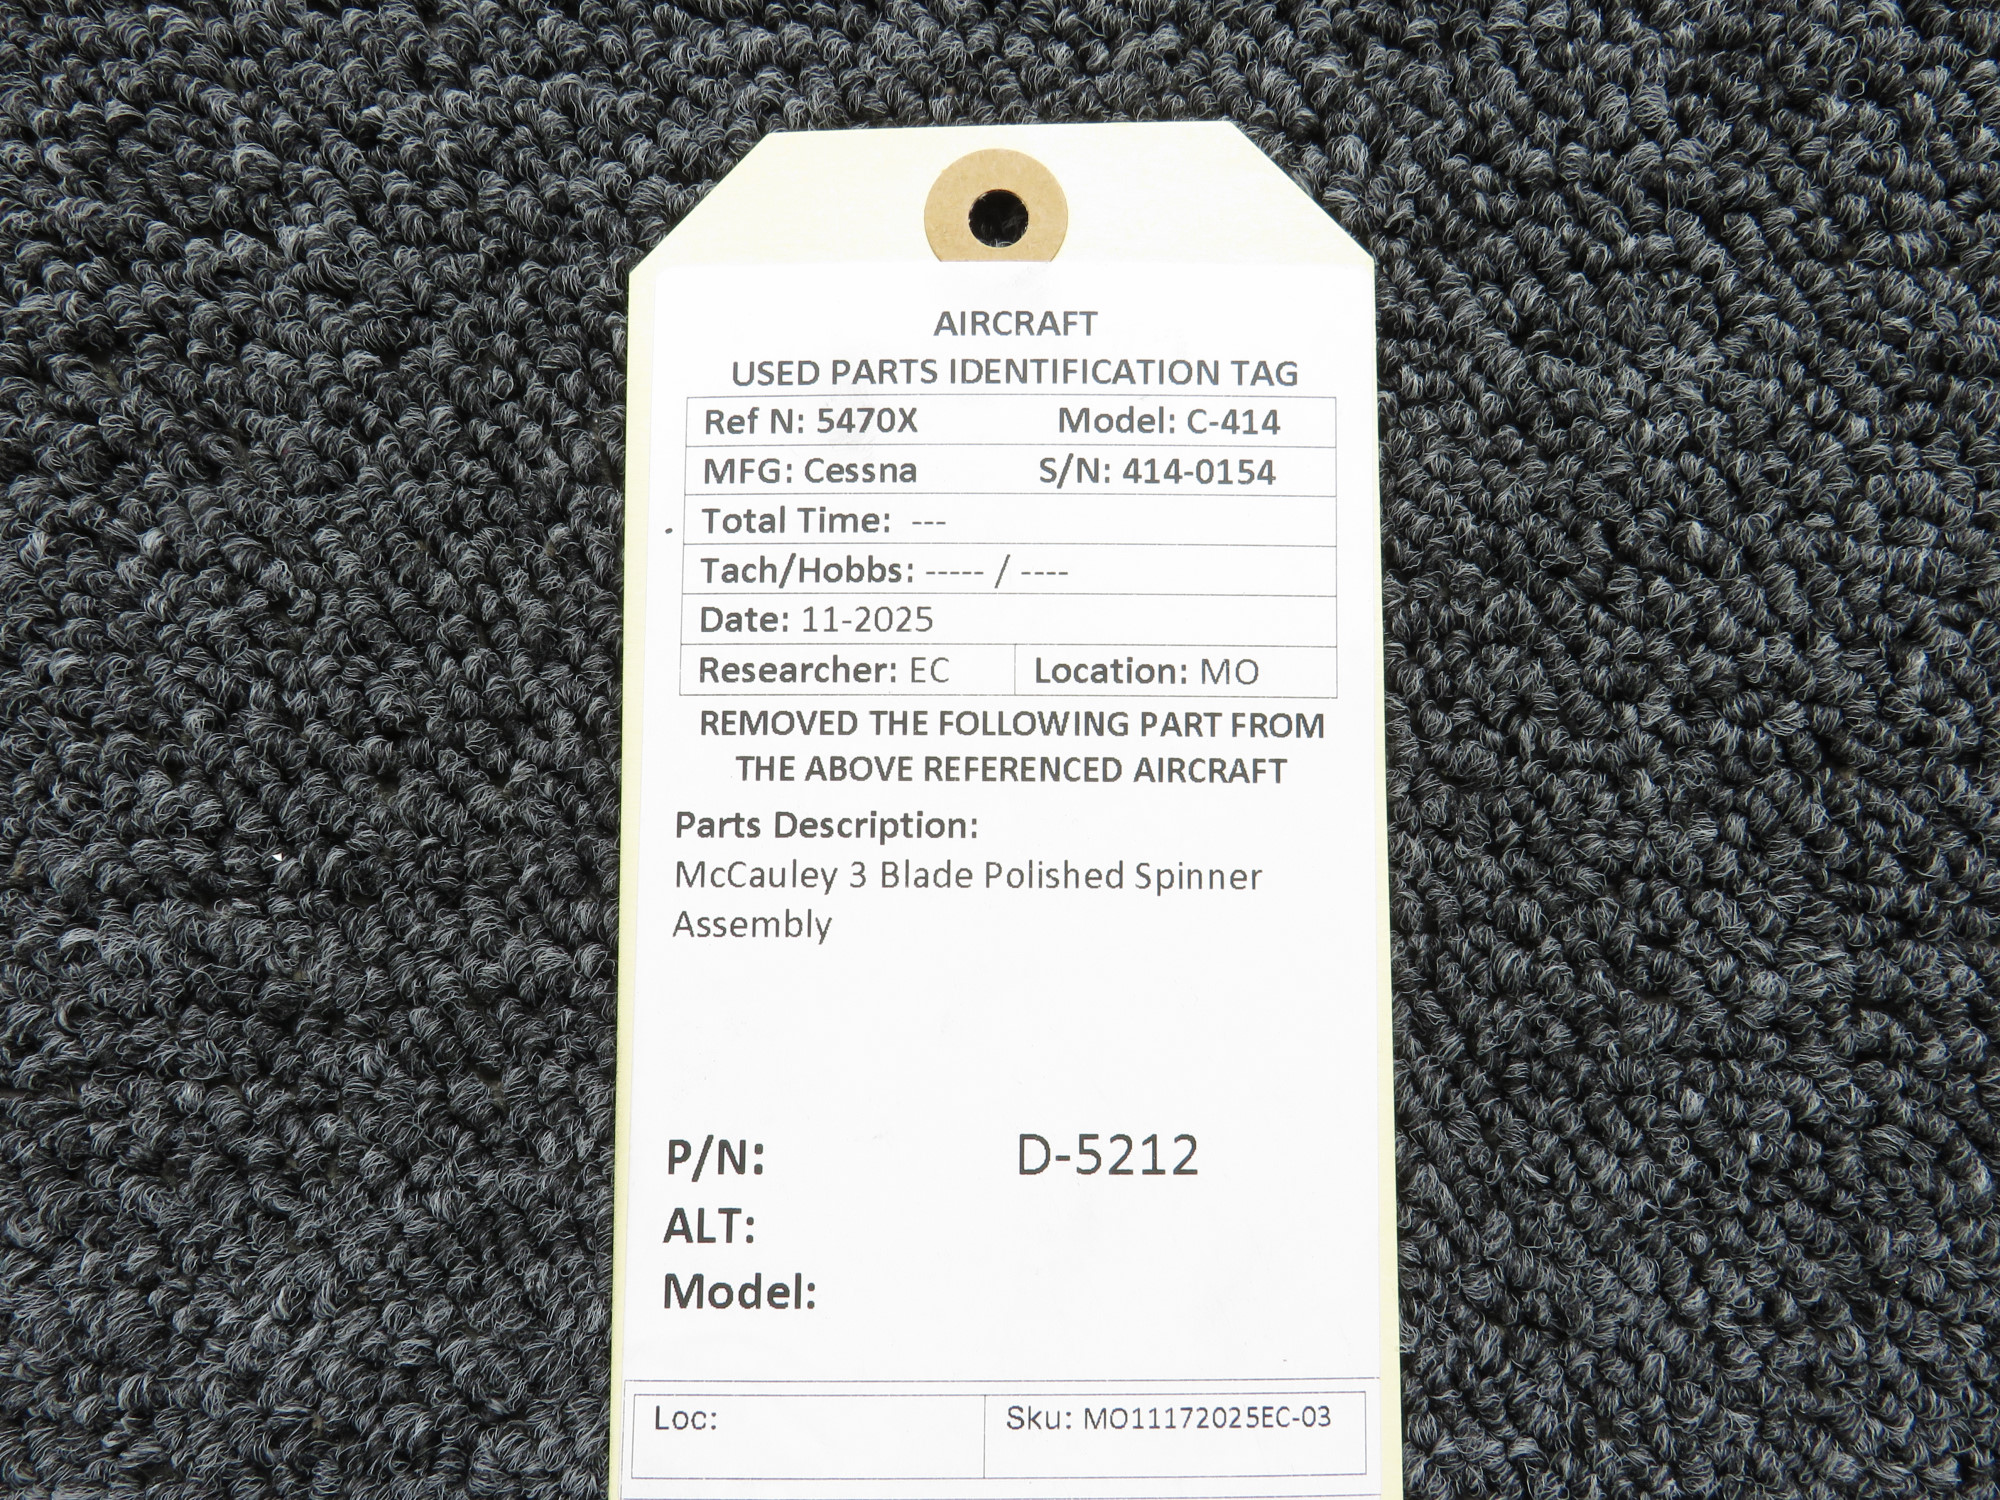 AIRCRAFT
USED PARTS IDENTIFICATION TAG
Ref N: 5470X Model: C-414
MFG: Cessna S/N: 414-0154
Total Time: ---
Tach/Hobbs: ----- / ----
Date: 11-2025
Researcher: EC Location: MO
REMOVED THE FOLLOWING PART FROM
THE ABOVE REFERENCED AIRCRAFT
Parts Description:
McCauley 3 Blade Polished Spinner
Assembly
P/N: D-5212
ALT:
Model:
Loc: Sku: MO11172025EC-03